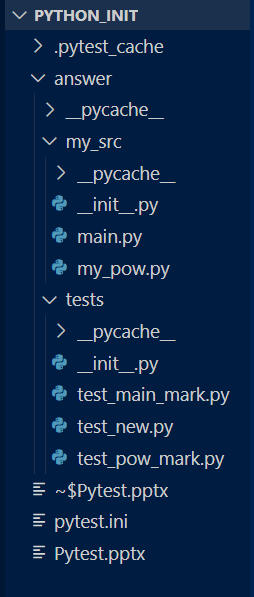 PYTHON_INIT
.pytest_cache
answer
__pycache__
my_src
__pycache__
__init__.py
main.py
my_pow.py
tests
__pycache__
__init__.py
test_main_mark.py
test_new.py
test_pow_mark.py
~$Pytest.pptx
pytest.ini
Pytest.pptx